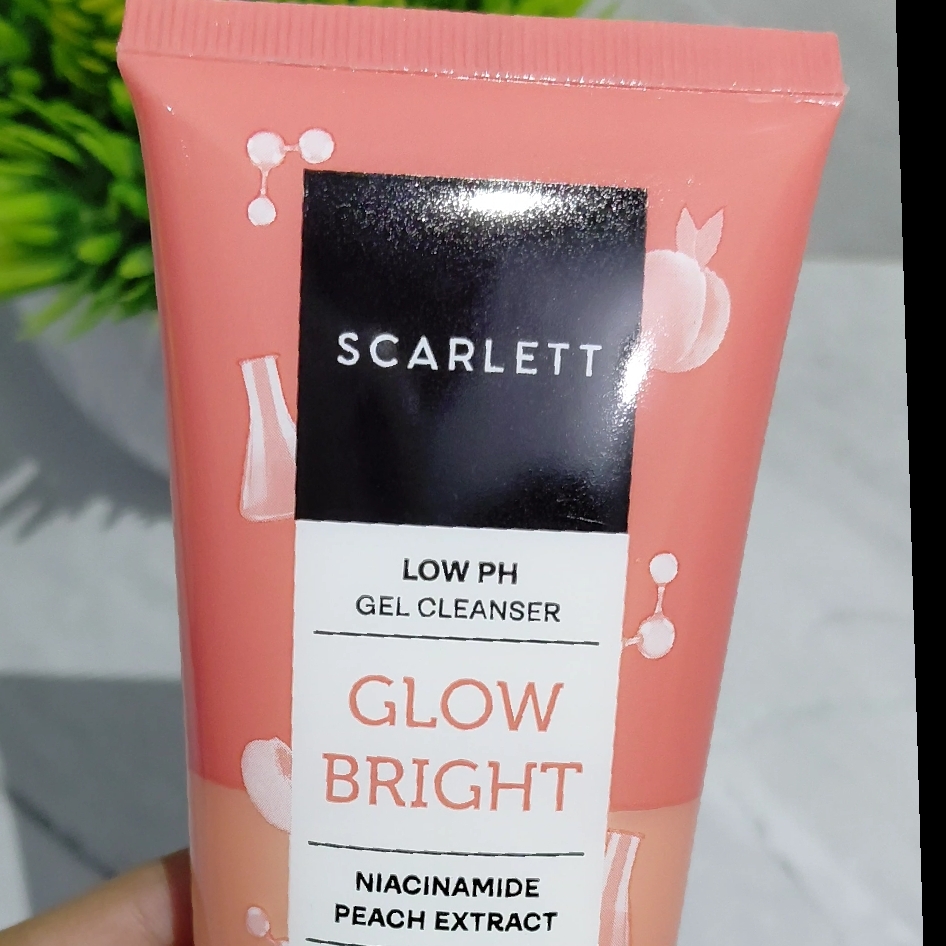 SCARLETT
LOW PH
GEL CLEANSER
GLOW
BRIGHT
NIACINAMIDE
PEACH EXTRACT